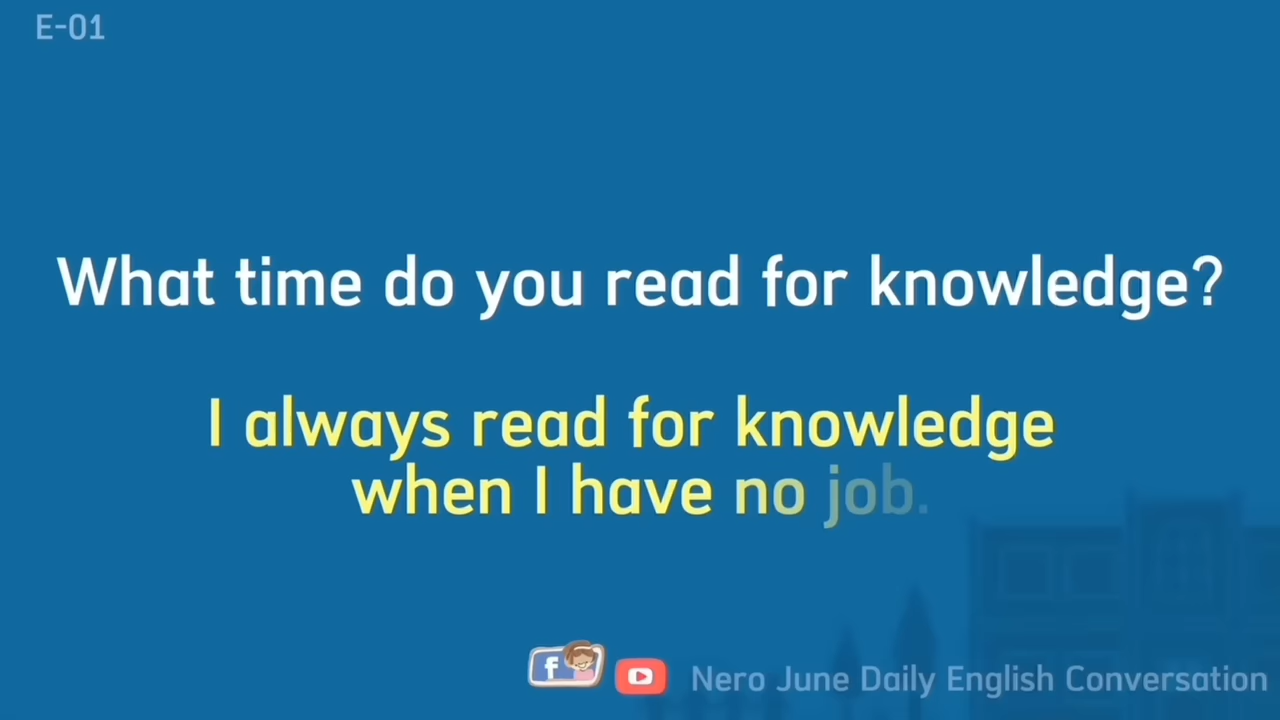 E-01
What time do you read for knowledge?
I always read for knowledge
when I have no job.
f
Nero June Daily English Conversation